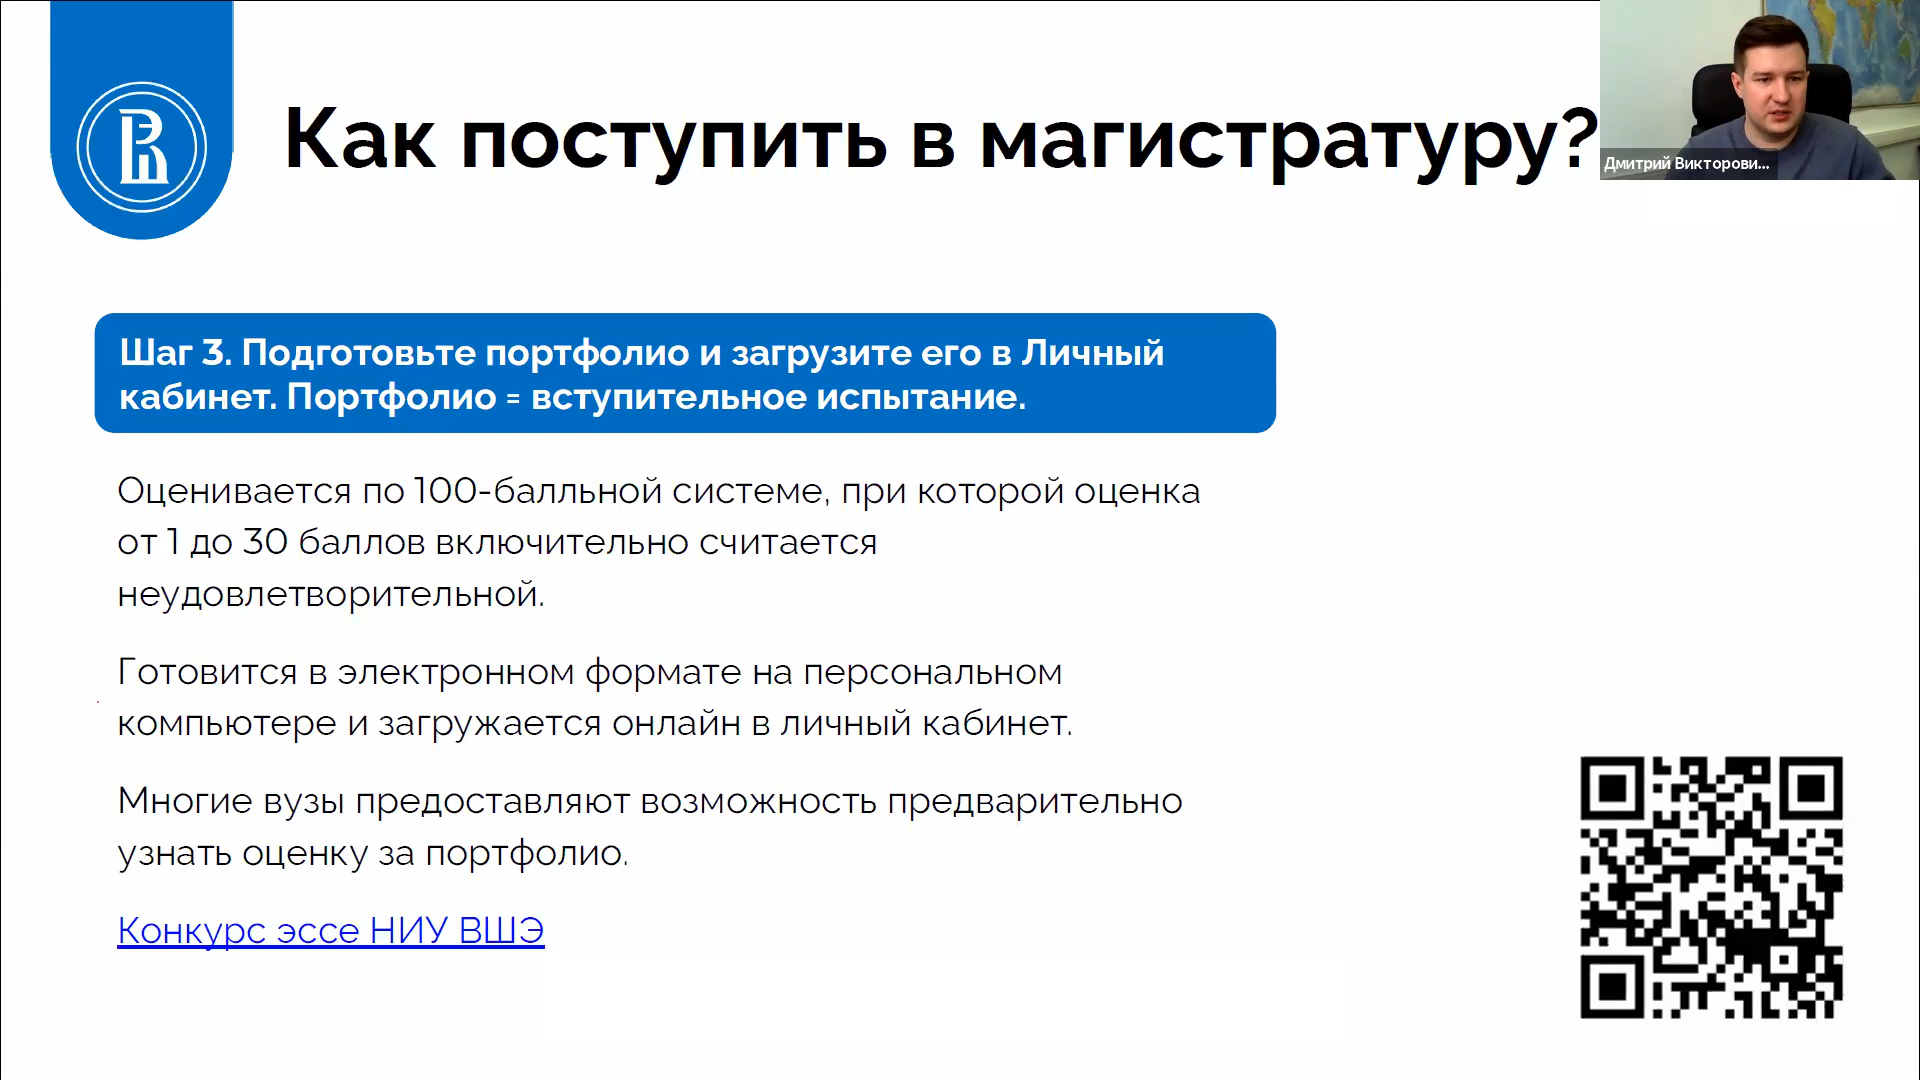 Как поступить в магистратуру?
Дмитрий Викторови...
Шаг 3. Подготовьте портфолио и загрузите его в Личный
кабинет. Портфолио = вступительное испытание.
Оценивается по 100-балльной системе, при которой оценка
от 1 до 30 баллов включительно считается
неудовлетворительной.
Готовится в электронном формате на персональном
компьютере и загружается онлайн в личный кабинет.
Многие вузы предоставляют возможность предварительно
узнать оценку за портфолио.
Конкурс эссе НИУ ВШЭ